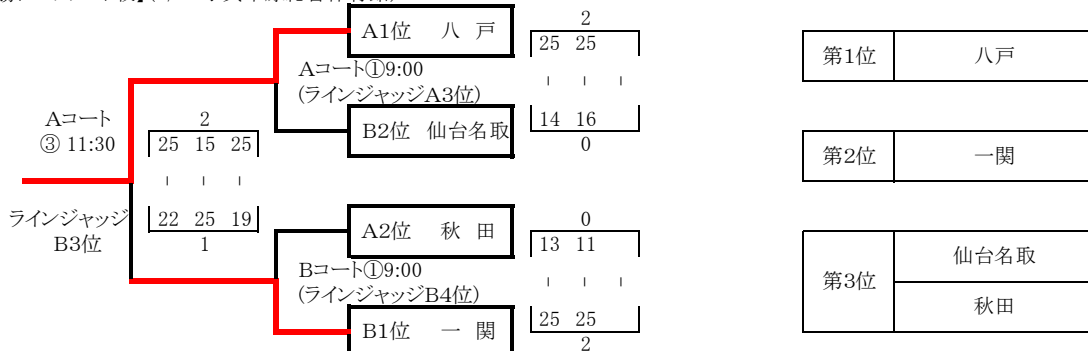 A1位 八 戸
2
25 25
Aコート①9:00
(ラインジャッジA3位)
B2位 仙台名取
14 16
0
Aコート
③ 11:30
2
25 15 25
ラインジャッジ
B3位
22 25 19
1
A2位 秋 田
0
13 11
Bコート①9:00
(ラインジャッジB4位)
B1位 一 関
25 25
2
第1位 八戸
第2位 一関
第3位 仙台名取
秋田